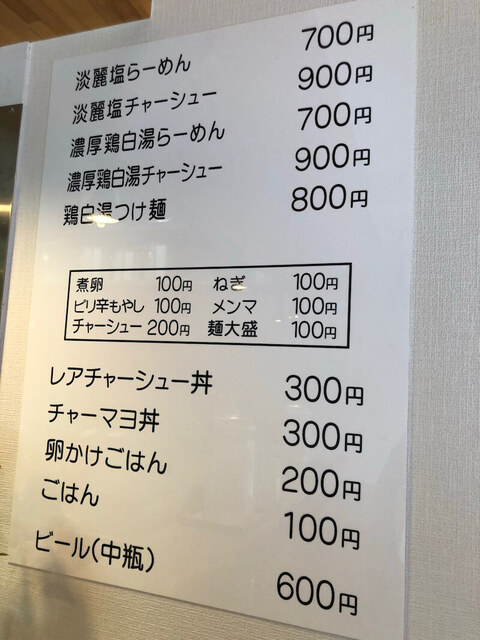 淡麗塩らーめん 700円
淡麗塩チャーシュー 900円
濃厚鶏白湯らーめん 700円
濃厚鶏白湯チャーシュー 900円
鶏白湯つけ麺 800円
煮卵 100円 ねぎ 100円
ピリ辛もやし 100円 メンマ 100円
チャーシュー 200円 麺大盛 100円
レアチャーシュー丼 300円
チャーマヨ丼 300円
卵かけごはん 200円
ごはん 100円
ビール(中瓶) 600円